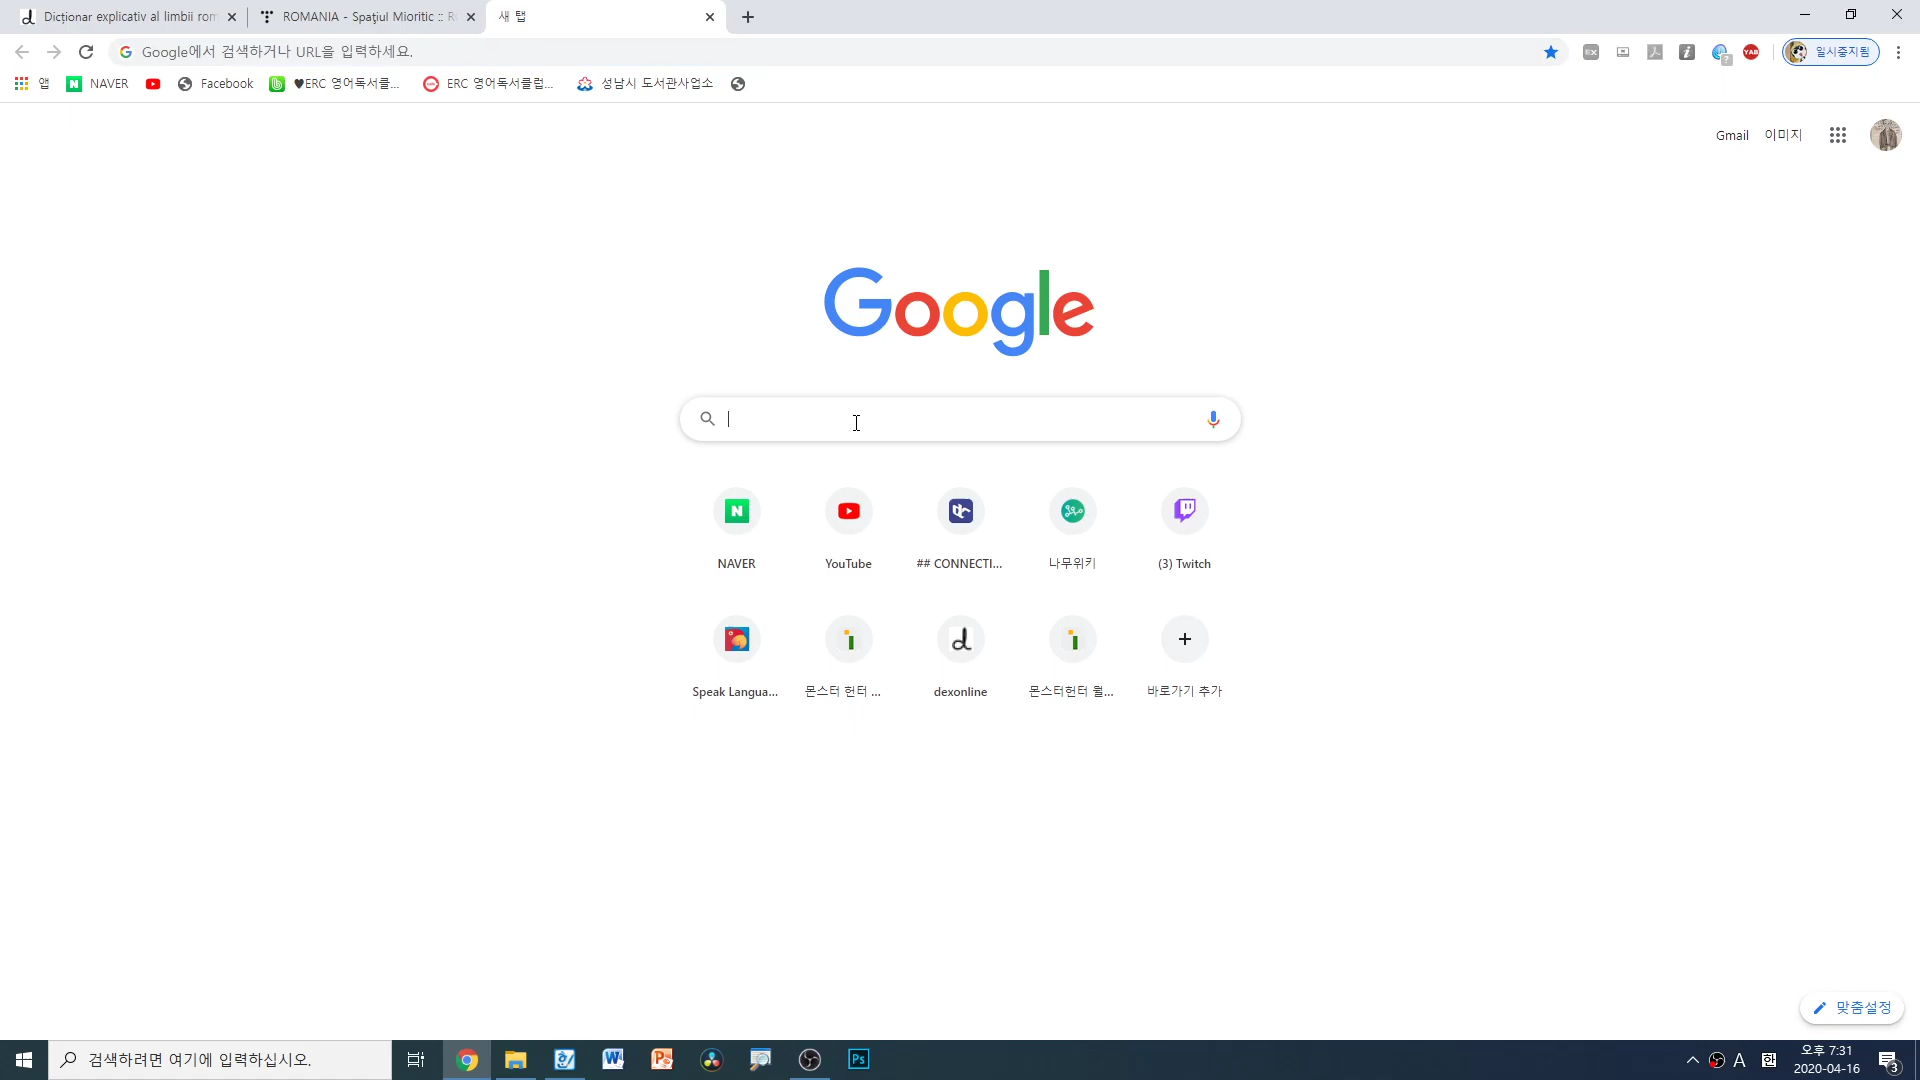 Dicționar explicativ al limbii rom
ROMANIA - Spaţiul Mioritic :: R
새 탭
Google에서 검색하거나 URL을 입력하세요.
EX
YAB
일시중지됨
앱
NAVER
Facebook
♥ERC 영어독서클...
ERC 영어독서클럽...
성남시 도서관사업소
Gmail
이미지
Google
NAVER
YouTube
## CONNECTI...
나무위키
(3) Twitch
Speak Langua...
몬스터 헌터 ...
dexonline
몬스터헌터 월...
바로가기 추가
맞춤설정
검색하려면 여기에 입력하십시오.
Ps
A
한
오후 7:31
2020-04-16
3